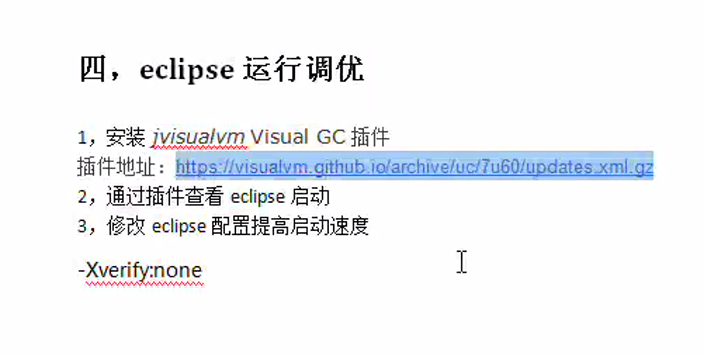 四，eclipse 运行调优
1，安装 jvisualvm Visual GC 插件
插件地址：https://visualvm.github.io/archive/uc/7u60/updates.xml.gz
2，通过插件查看 eclipse 启动
3，修改 eclipse 配置提高启动速度
-Xverify:none